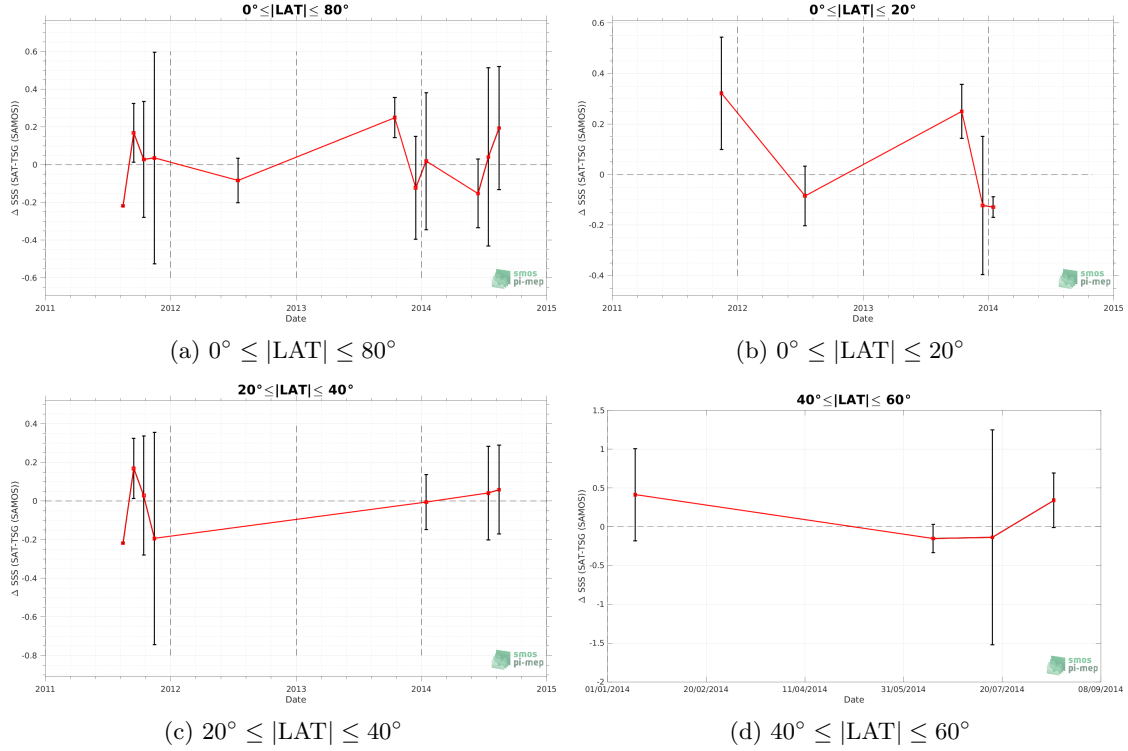 0°≤|LAT|≤ 80°
Δ SSS (SAT-TSG (SAMOS))
0.6
0.4
0.2
0
-0.2
-0.4
-0.6
2011 2012 2013 2014 2015
Date
smos
pi-mep
(a) 0° ≤ |LAT| ≤ 80°
0°≤|LAT|≤ 20°
Δ SSS (SAT-TSG (SAMOS))
0.6
0.4
0.2
0
-0.2
-0.4
2011 2012 2013 2014 2015
Date
smos
pi-mep
(b) 0° ≤ |LAT| ≤ 20°
20°≤|LAT|≤ 40°
Δ SSS (SAT-TSG (SAMOS))
0.4
0.2
0
-0.2
-0.4
-0.6
-0.8
2011 2012 2013 2014 2015
Date
smos
pi-mep
(c) 20° ≤ |LAT| ≤ 40°
40°≤|LAT|≤ 60°
Δ SSS (SAT-TSG (SAMOS))
1.5
1
0.5
0
-0.5
-1
-1.5
-2
01/01/2014 20/02/2014 11/04/2014 31/05/2014 20/07/2014 08/09/2014
Date
smos
pi-mep
(d) 40° ≤ |LAT| ≤ 60°